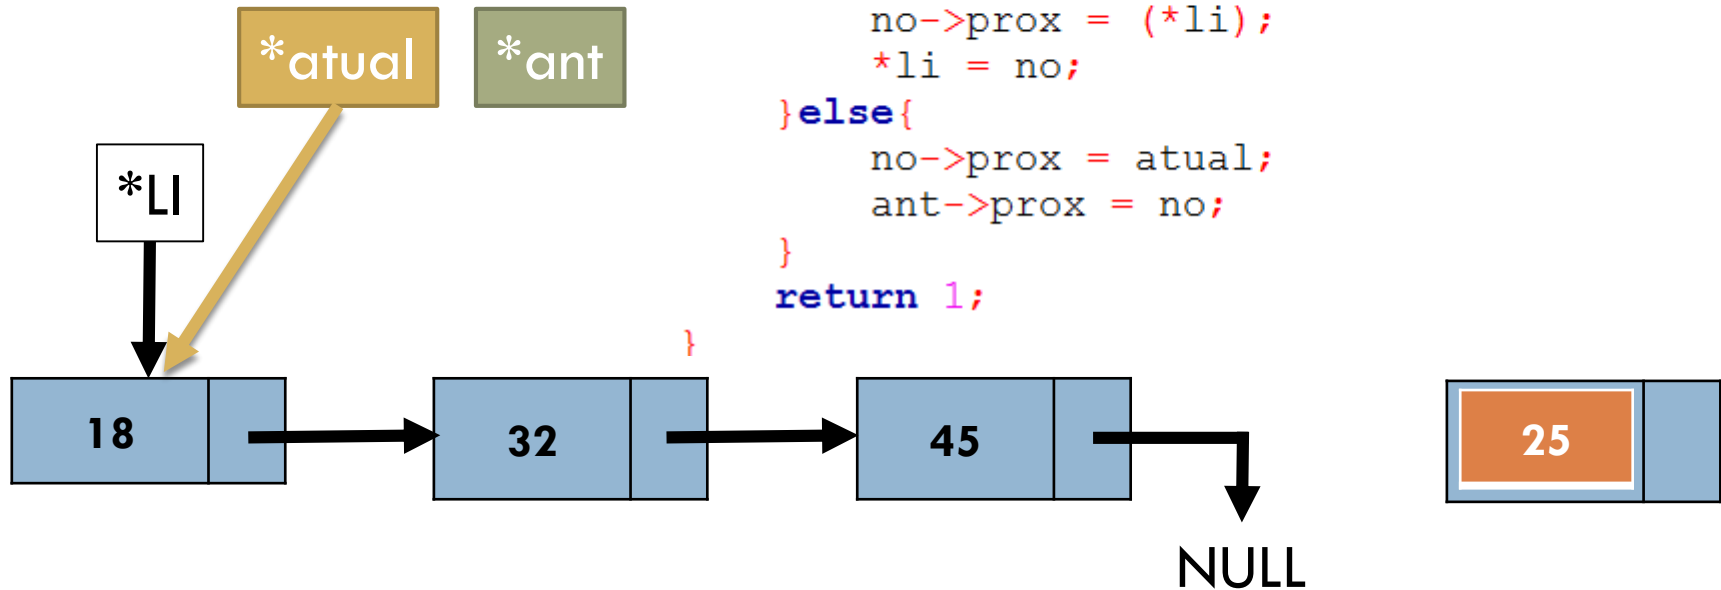 *atual
*ant
no->prox = (*li);
*li = no;
}else{
no->prox = atual;
ant->prox = no;
}
return 1;
}
*LI
18
32
45
25
NULL